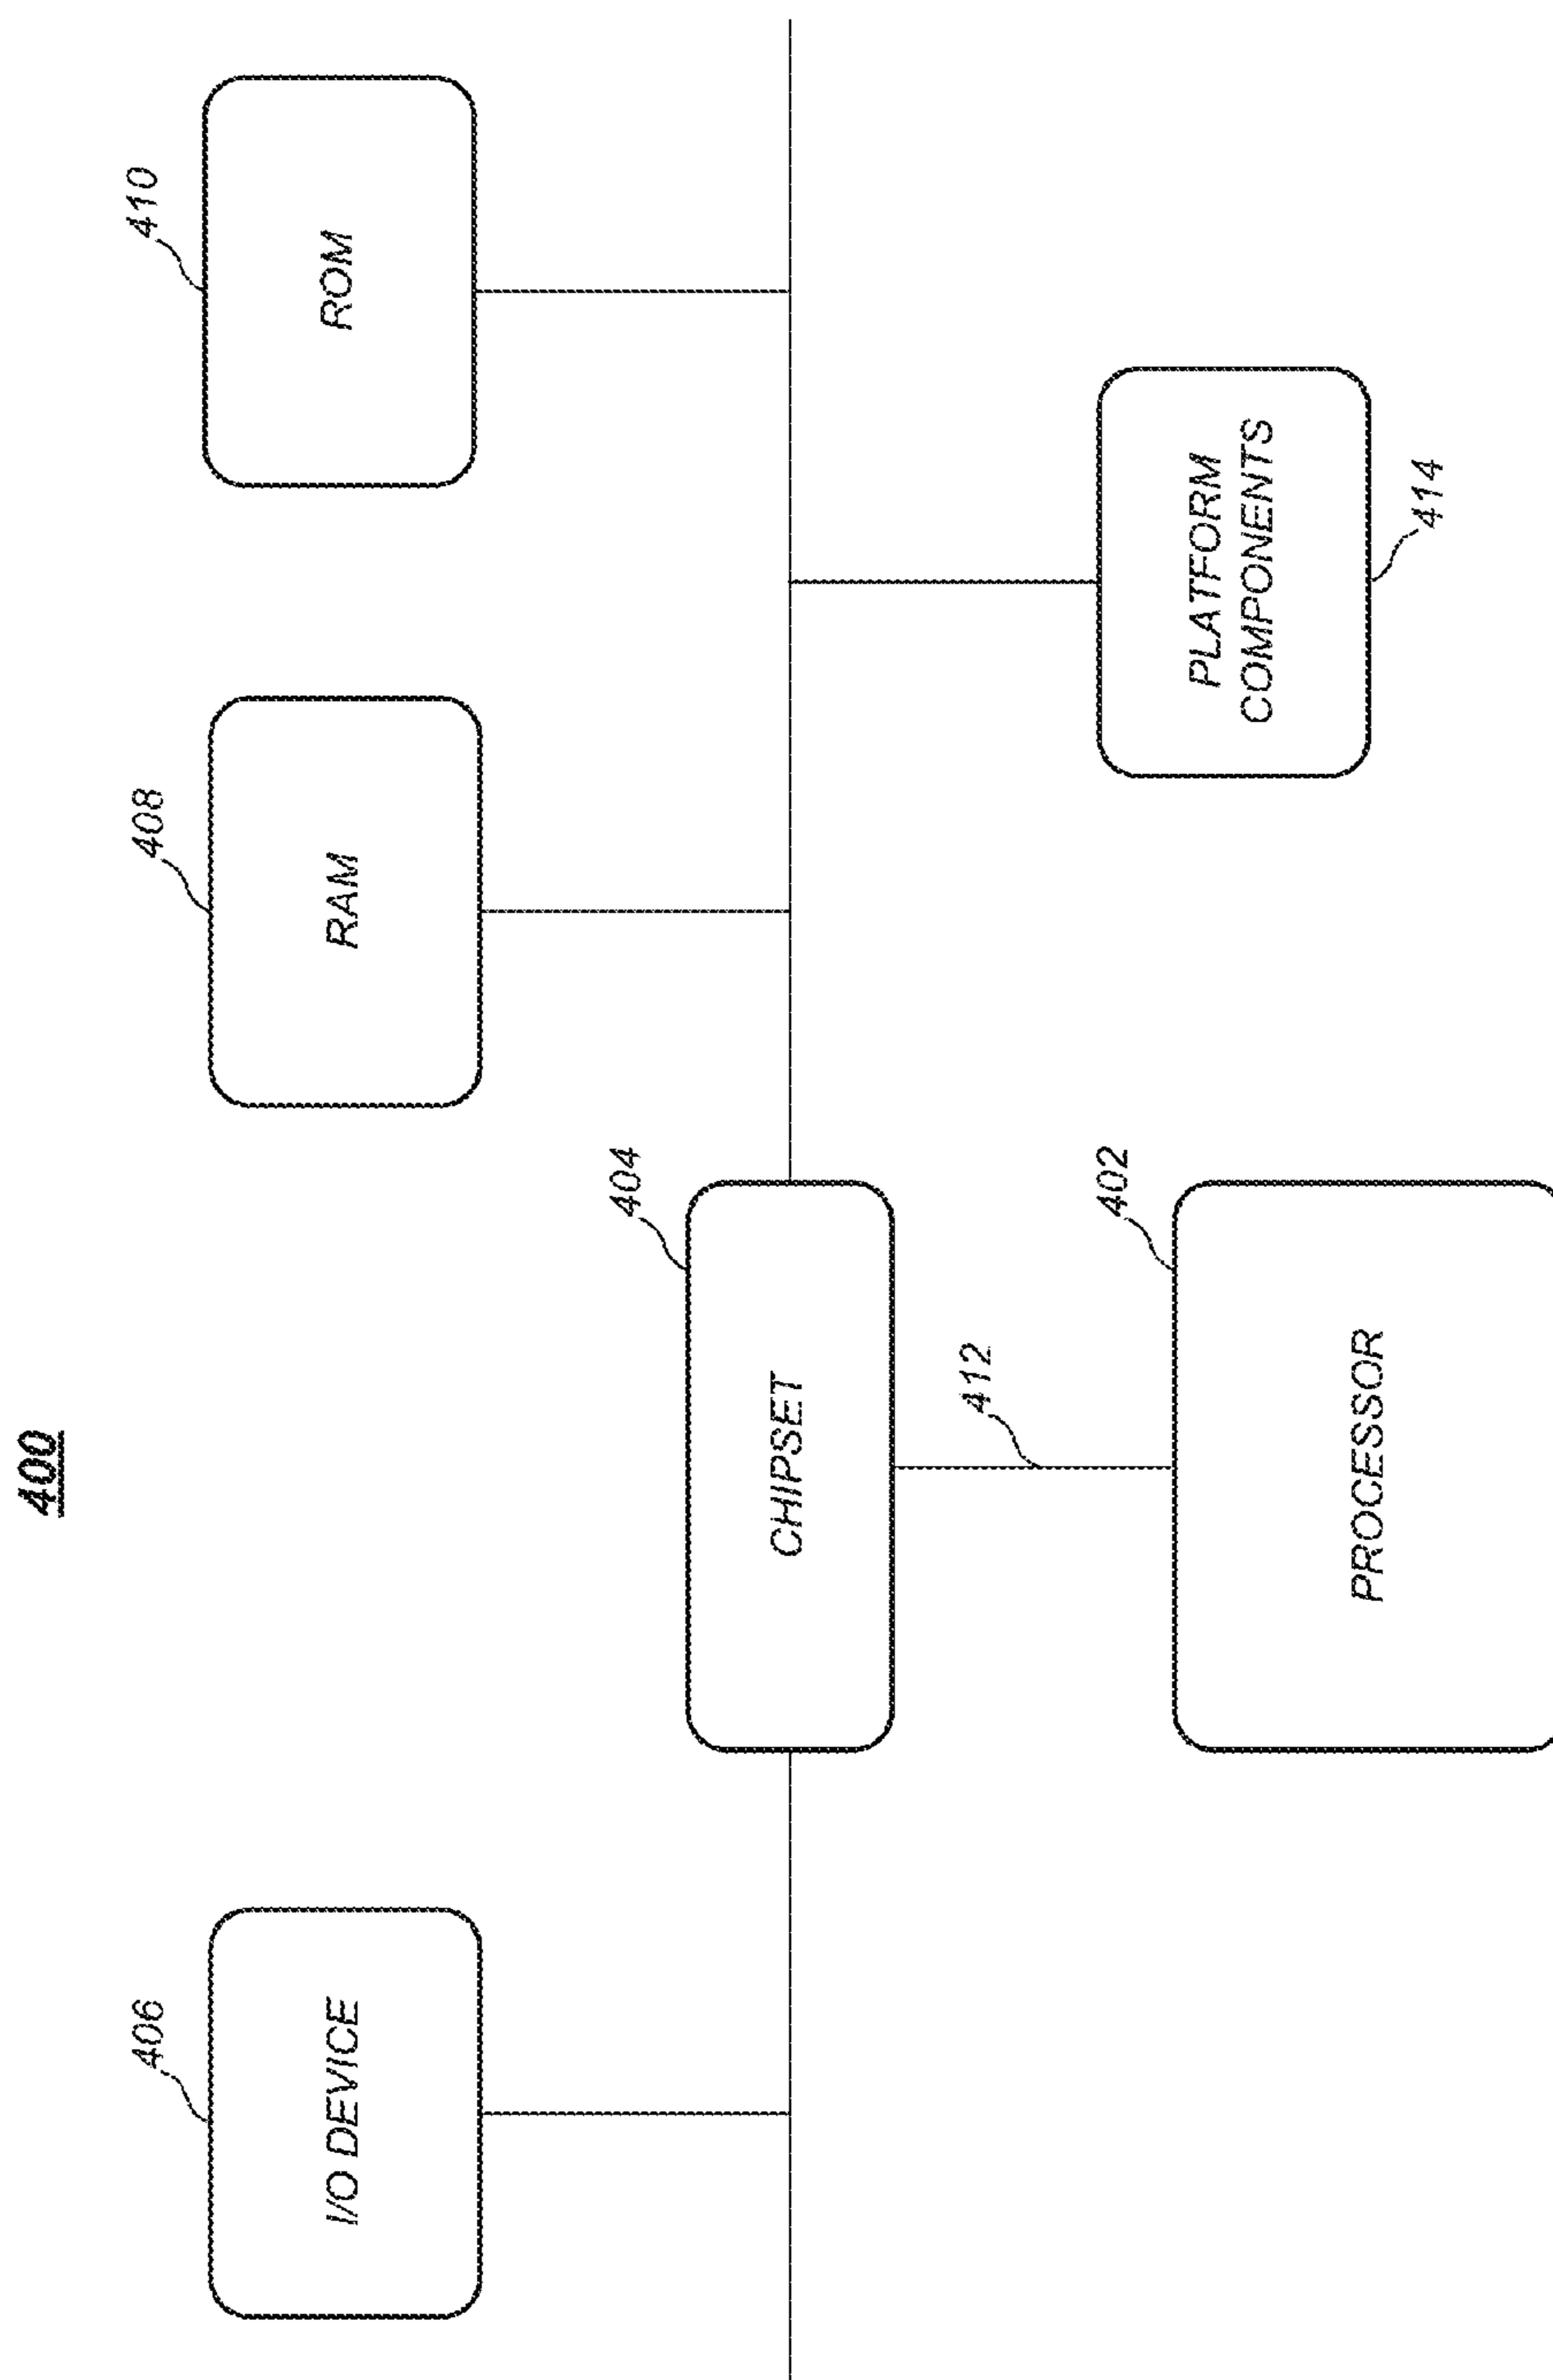 400
406
I/O DEVICE
408
RAM
410
ROM
404
CHIPSET
412
402
PROCESSOR
PLATFORM
COMPONENTS
414